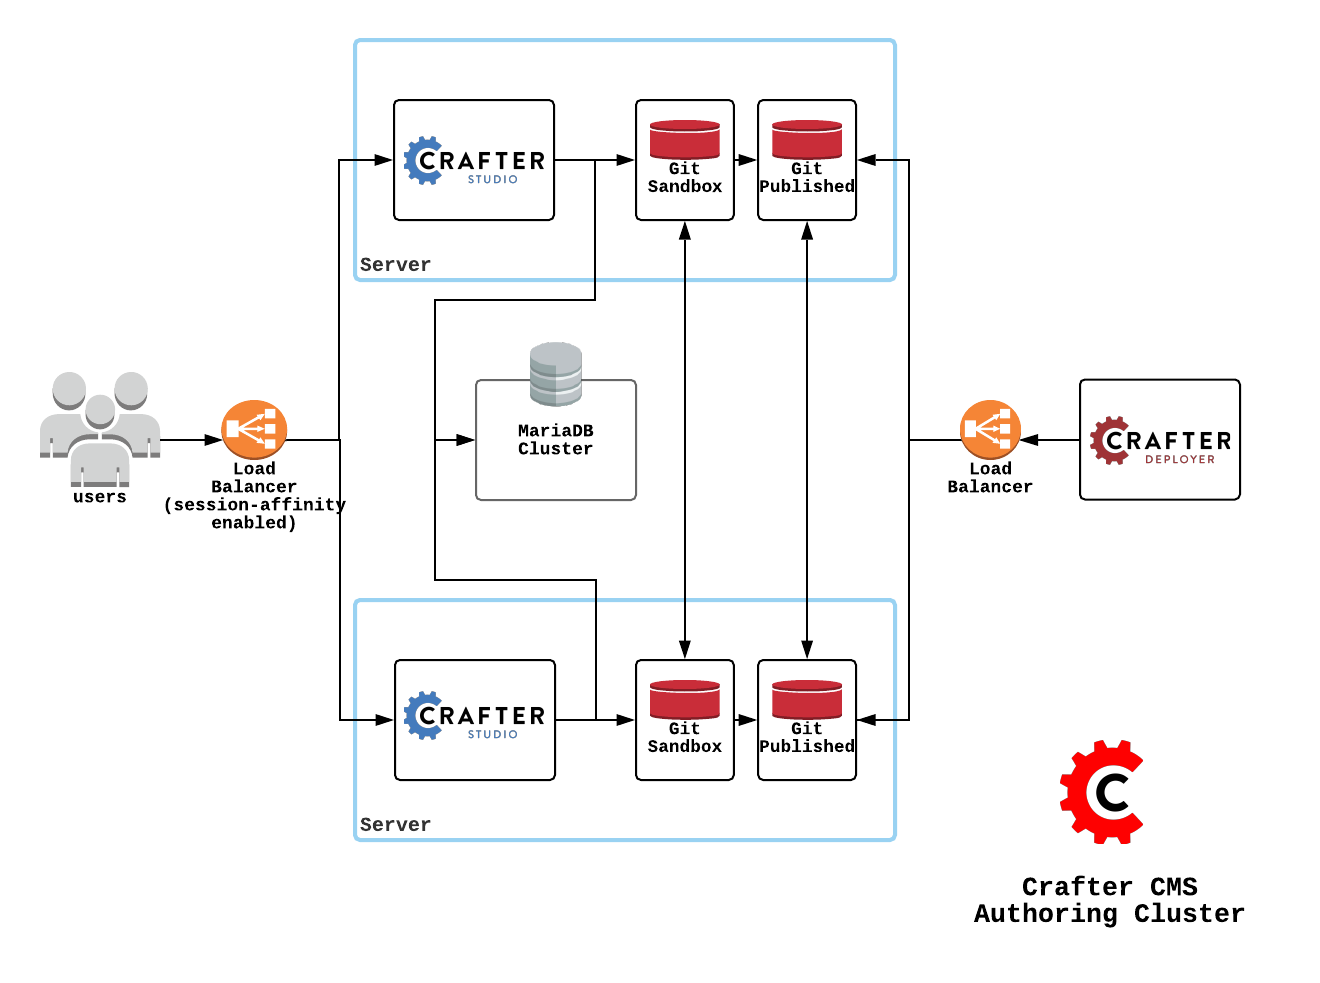 CRAFTER
STUDIO
Git
Sandbox
Git
Published
Server
MariaDB
Cluster
users
Load
Balancer
(session-affinity
enabled)
Load
Balancer
CRAFTER
DEPLOYER
CRAFTER
STUDIO
Git
Sandbox
Git
Published
Server
C
Crafter CMS
Authoring Cluster